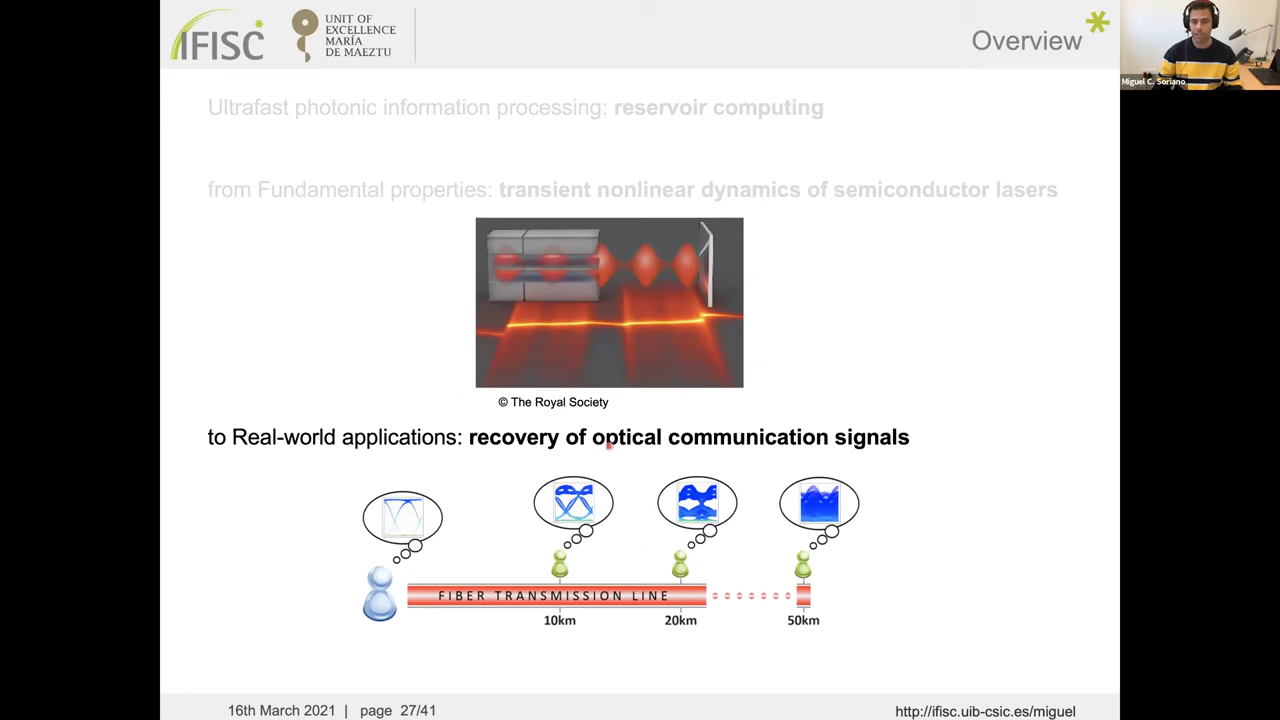 IFISC
UNIT OF
EXCELLENCE
MARÍA
DE MAEZTU
Overview
Miguel C. Soriano
Ultrafast photonic information processing: reservoir computing
from Fundamental properties: transient nonlinear dynamics of semiconductor lasers
© The Royal Society
to Real-world applications: recovery of optical communication signals
FIBER TRANSMISSION LINE
10km 20km 50km
16th March 2021 | page 27/41
http://ifisc.uib-csic.es/miguel